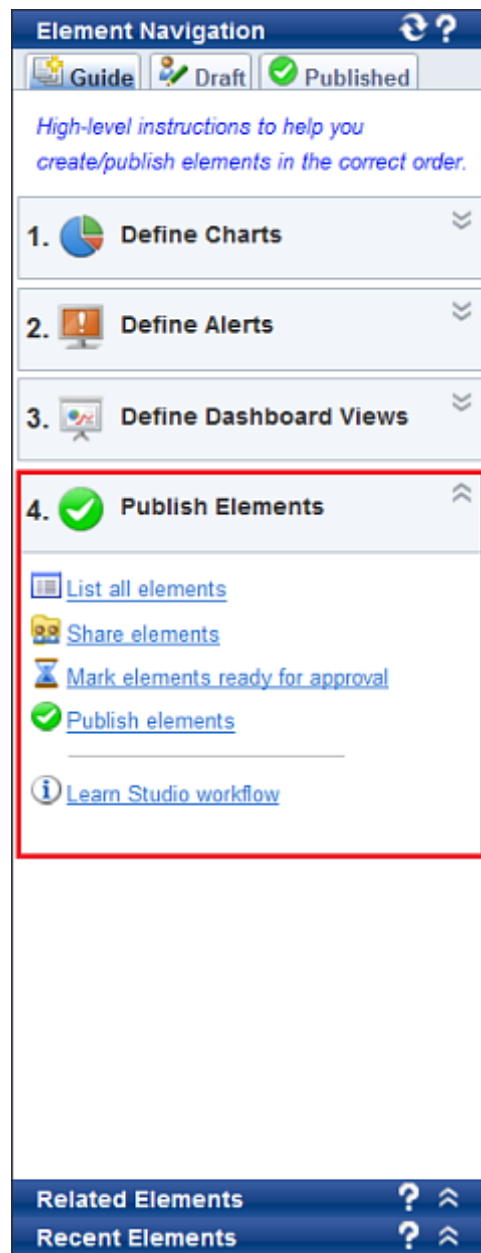 Element Navigation ?
Guide Draft Published
High-level instructions to help you
create/publish elements in the correct order.
1. Define Charts
2. Define Alerts
3. Define Dashboard Views
4. Publish Elements
List all elements
Share elements
Mark elements ready for approval
Publish elements
Learn Studio workflow
Related Elements ?
Recent Elements ?